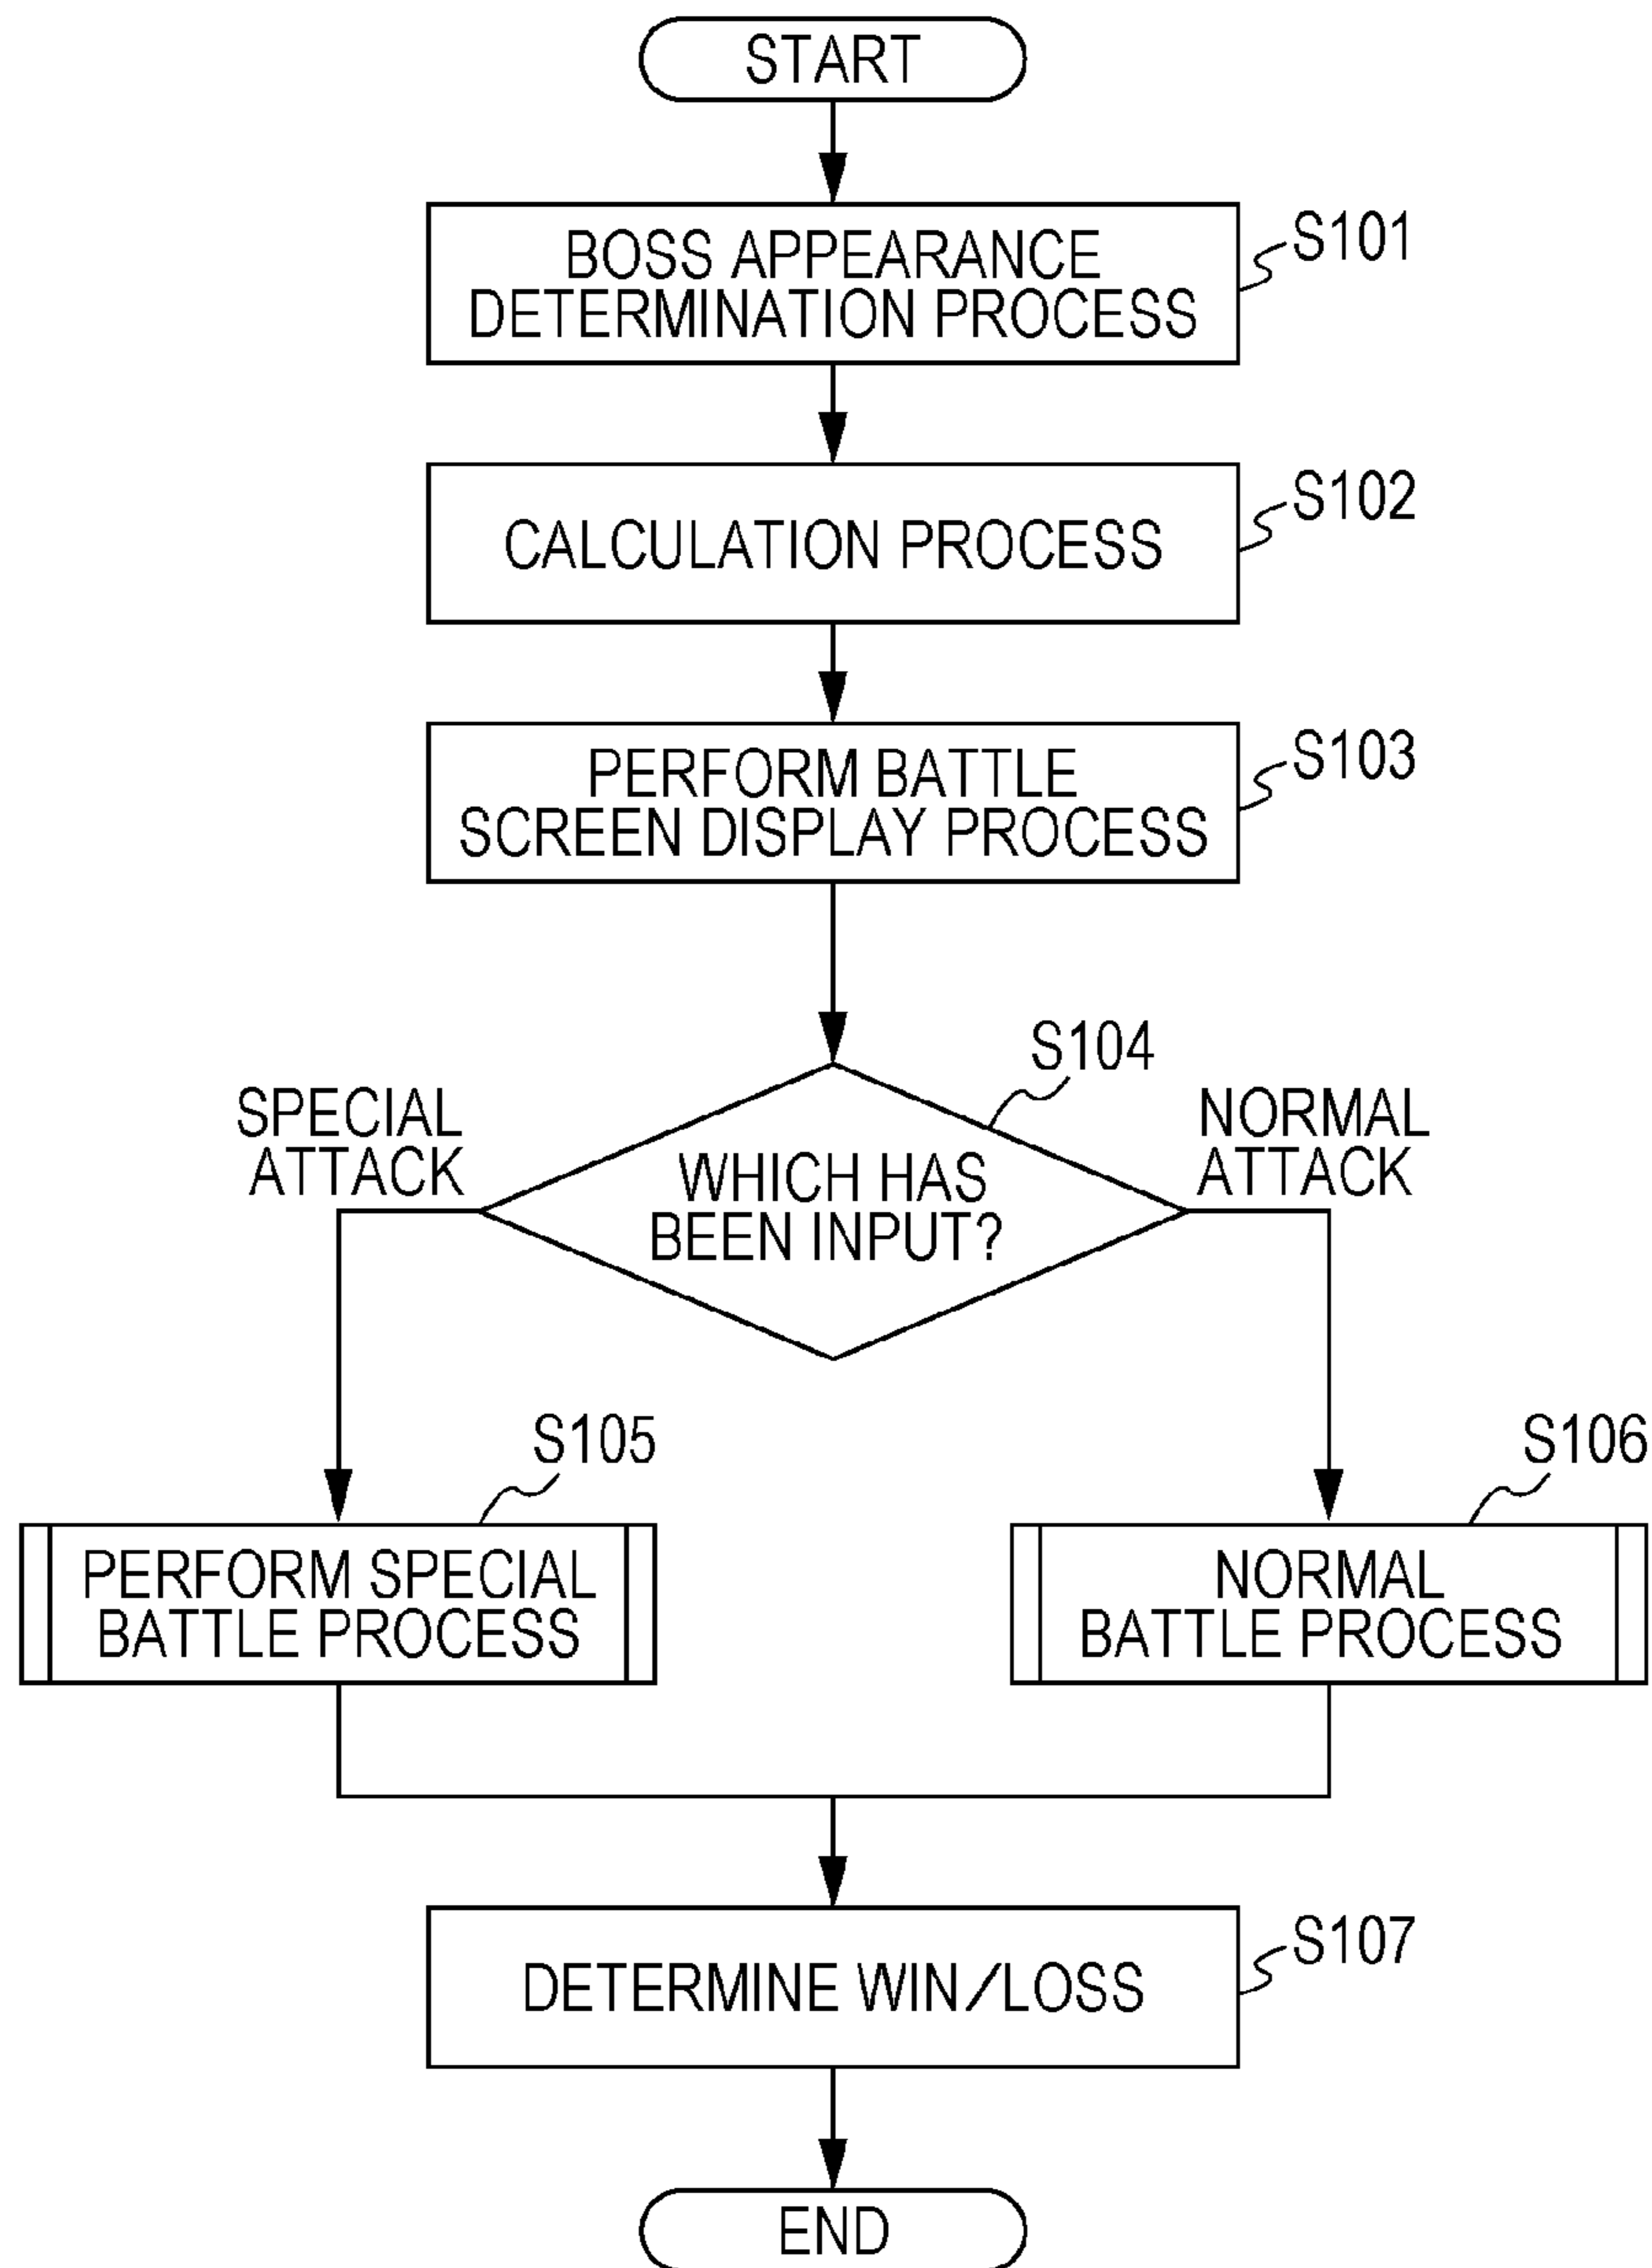 START
BOSS APPEARANCE
DETERMINATION PROCESS
S101
CALCULATION PROCESS
S102
PERFORM BATTLE
SCREEN DISPLAY PROCESS
S103
S104
SPECIAL
ATTACK
NORMAL
ATTACK
WHICH HAS
BEEN INPUT?
S105
S106
PERFORM SPECIAL
BATTLE PROCESS
NORMAL
BATTLE PROCESS
DETERMINE WIN/LOSS
S107
END